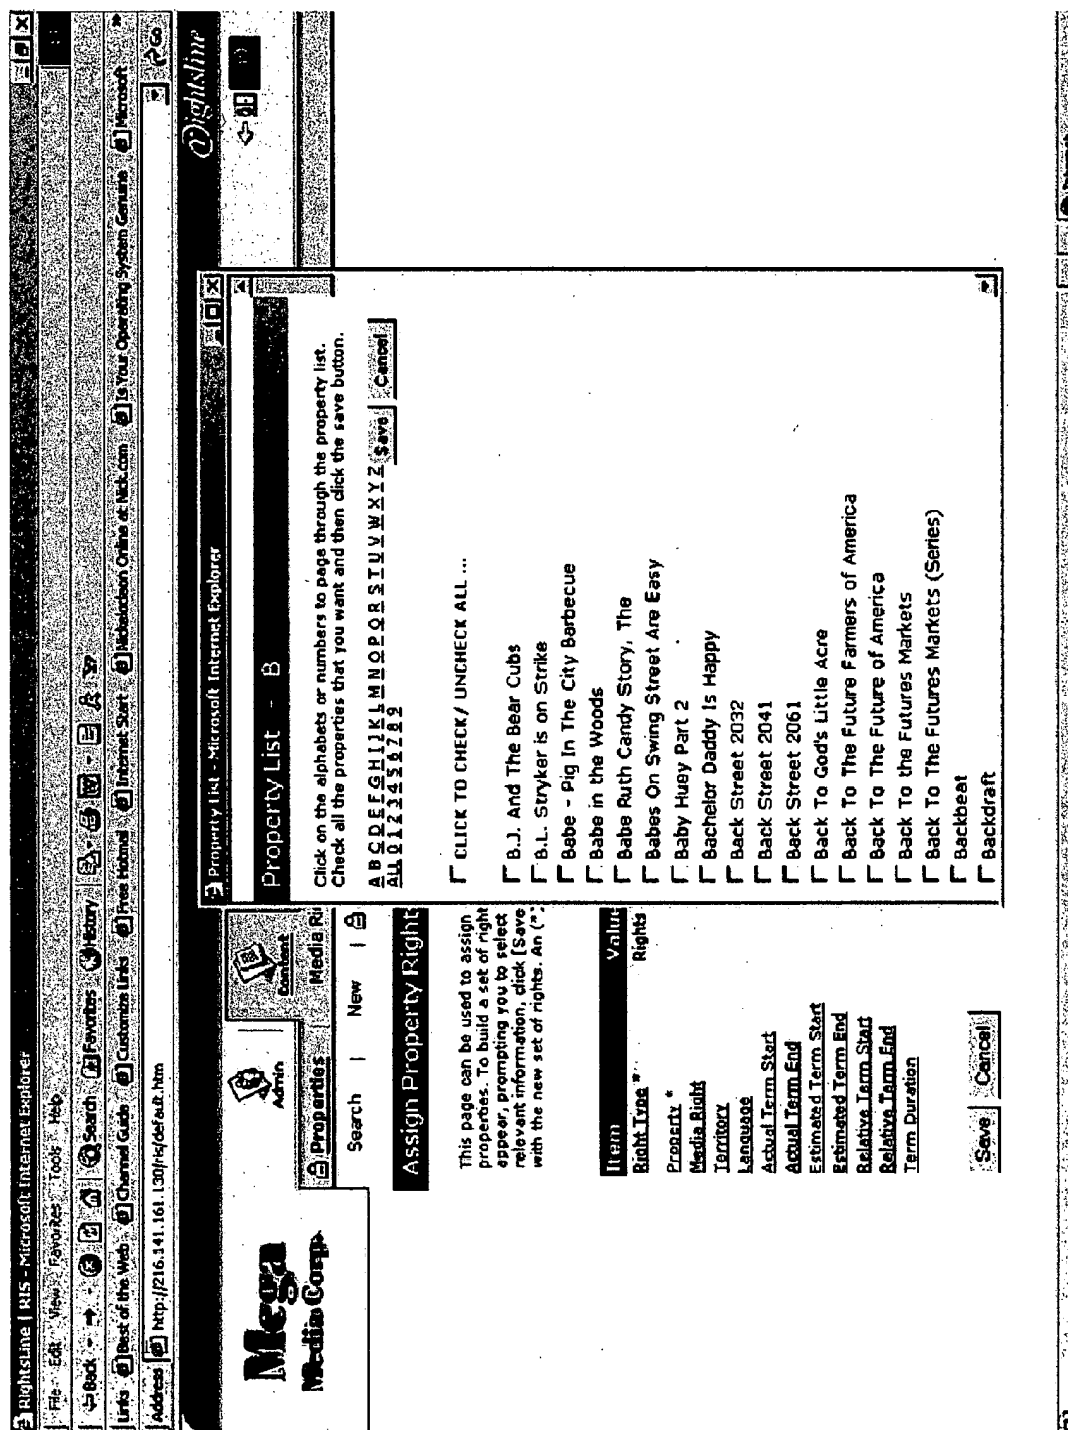 RightsLine | RIS - Microsoft Internet Explorer
File Edit View Favorites Tools Help
Back Search Favorites History
Links Best of the Web Channel Guide Customize Links Free Hotmail Internet Start Nickelodeon Online at Nick.com Is Your Operating System Genuine Microsoft »
Address http://216.141.161.130/ris/default.htm Go
Mega
Media Corp.
Rightsline
Admin
Content
Properties Media Ri
Search | New |
Assign Property Right
This page can be used to assign
properties. To build a set of right
appear, prompting you to select
relevant information, click [Save
with the new set of rights. An (*
Item Value
Right Type * Rights
Property *
Media Right
Territory
Language
Actual Term Start
Actual Term End
Estimated Term Start
Estimated Term End
Relative Term Start
Relative Term End
Term Duration
Save Cancel
Property List - Microsoft Internet Explorer
Property List - B
Click on the alphabets or numbers to page through the property list.
Check all the properties that you want and then click the save button.
A B C D E F G H I J K L M N O P Q R S T U V W X Y Z
ALL 0 1 2 3 4 5 6 7 8 9
Save Cancel
CLICK TO CHECK/ UNCHECK ALL ...
B.J. And The Bear Cubs
B.L. Stryker is on Strike
Babe - Pig In The City Barbecue
Babe in the Woods
Babe Ruth Candy Story, The
Babes On Swing Street Are Easy
Baby Huey Part 2
Bachelor Daddy Is Happy
Back Street 2032
Back Street 2041
Back Street 2061
Back To God's Little Acre
Back To The Future Farmers of America
Back To The Future of America
Back To the Futures Markets
Back To The Futures Markets (Series)
Backbeat
Backdraft